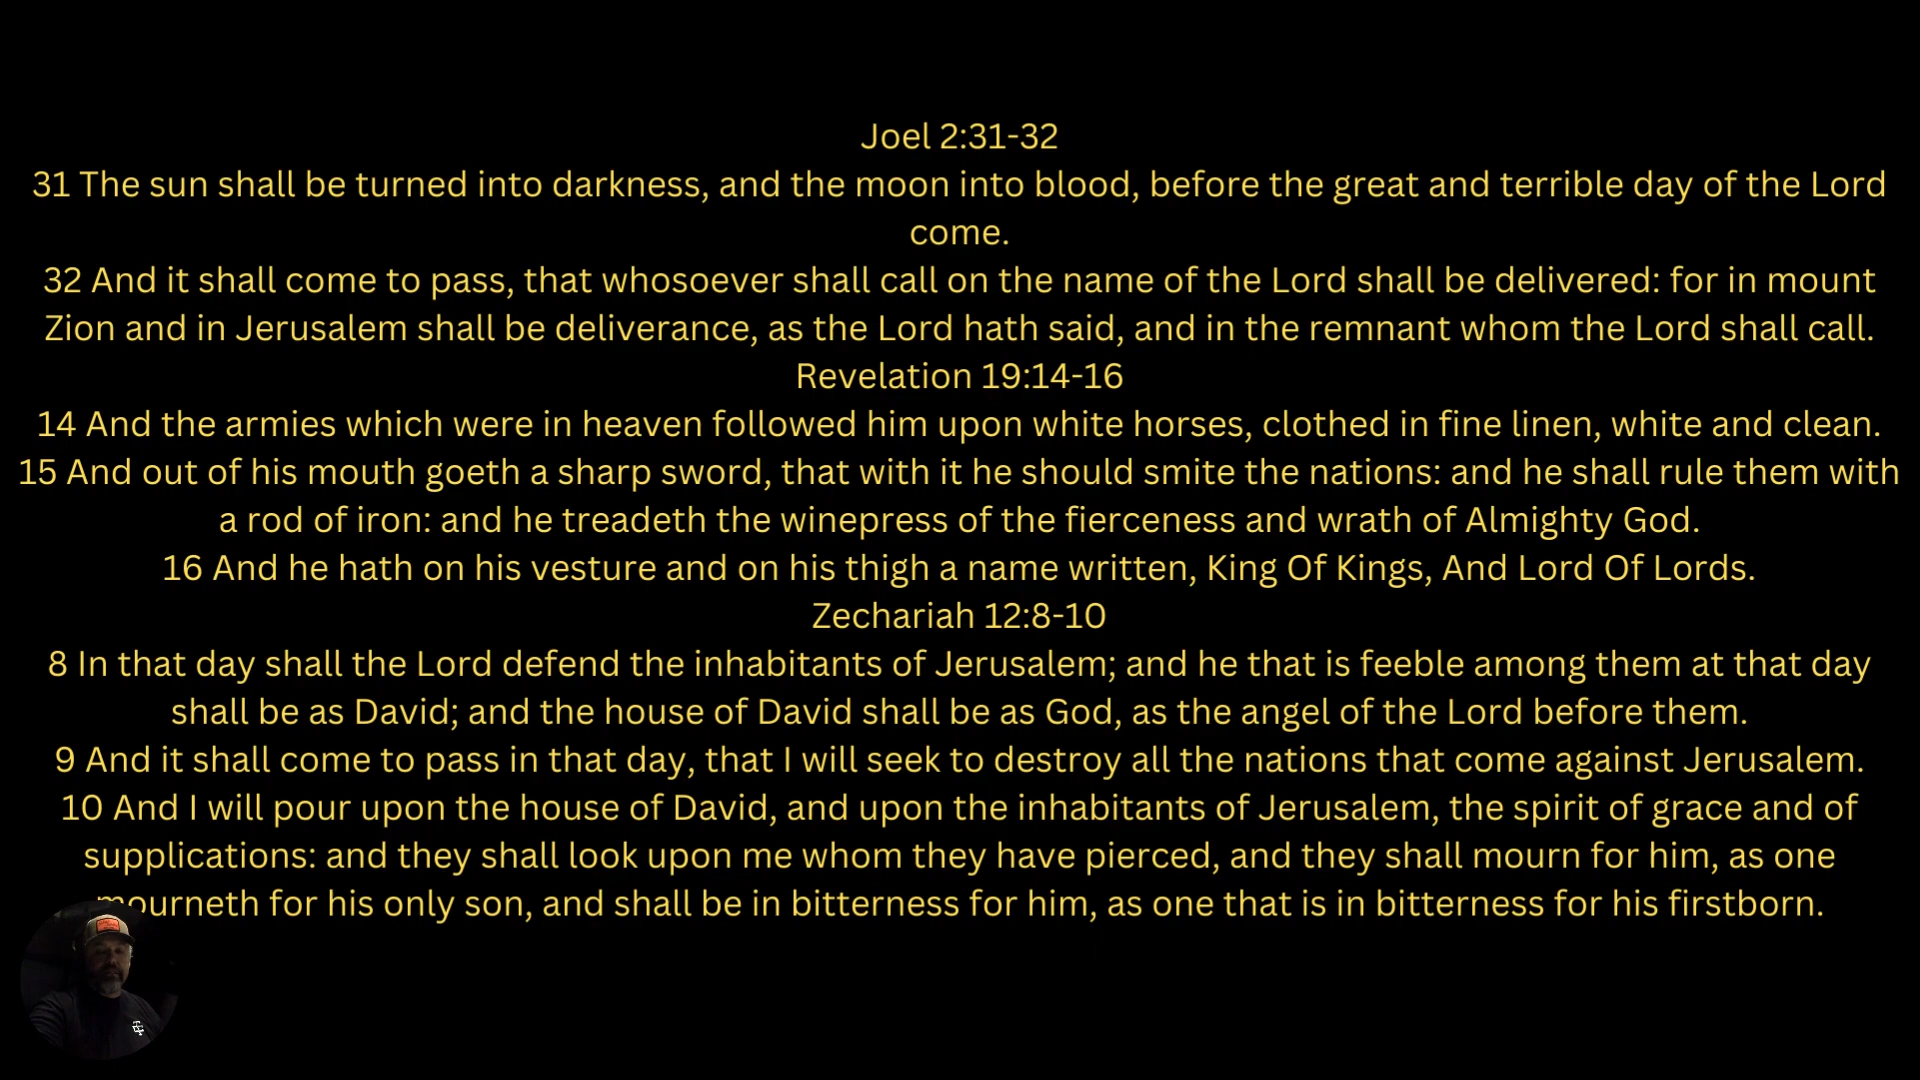 Joel 2:31-32
31 The sun shall be turned into darkness, and the moon into blood, before the great and terrible day of the Lord
come.
32 And it shall come to pass, that whosoever shall call on the name of the Lord shall be delivered: for in mount
Zion and in Jerusalem shall be deliverance, as the Lord hath said, and in the remnant whom the Lord shall call.
Revelation 19:14-16
14 And the armies which were in heaven followed him upon white horses, clothed in fine linen, white and clean.
15 And out of his mouth goeth a sharp sword, that with it he should smite the nations: and he shall rule them with
a rod of iron: and he treadeth the winepress of the fierceness and wrath of Almighty God.
16 And he hath on his vesture and on his thigh a name written, King Of Kings, And Lord Of Lords.
Zechariah 12:8-10
8 In that day shall the Lord defend the inhabitants of Jerusalem; and he that is feeble among them at that day
shall be as David; and the house of David shall be as God, as the angel of the Lord before them.
9 And it shall come to pass in that day, that I will seek to destroy all the nations that come against Jerusalem.
10 And I will pour upon the house of David, and upon the inhabitants of Jerusalem, the spirit of grace and of
supplications: and they shall look upon me whom they have pierced, and they shall mourn for him, as one
mourneth for his only son, and shall be in bitterness for him, as one that is in bitterness for his firstborn.